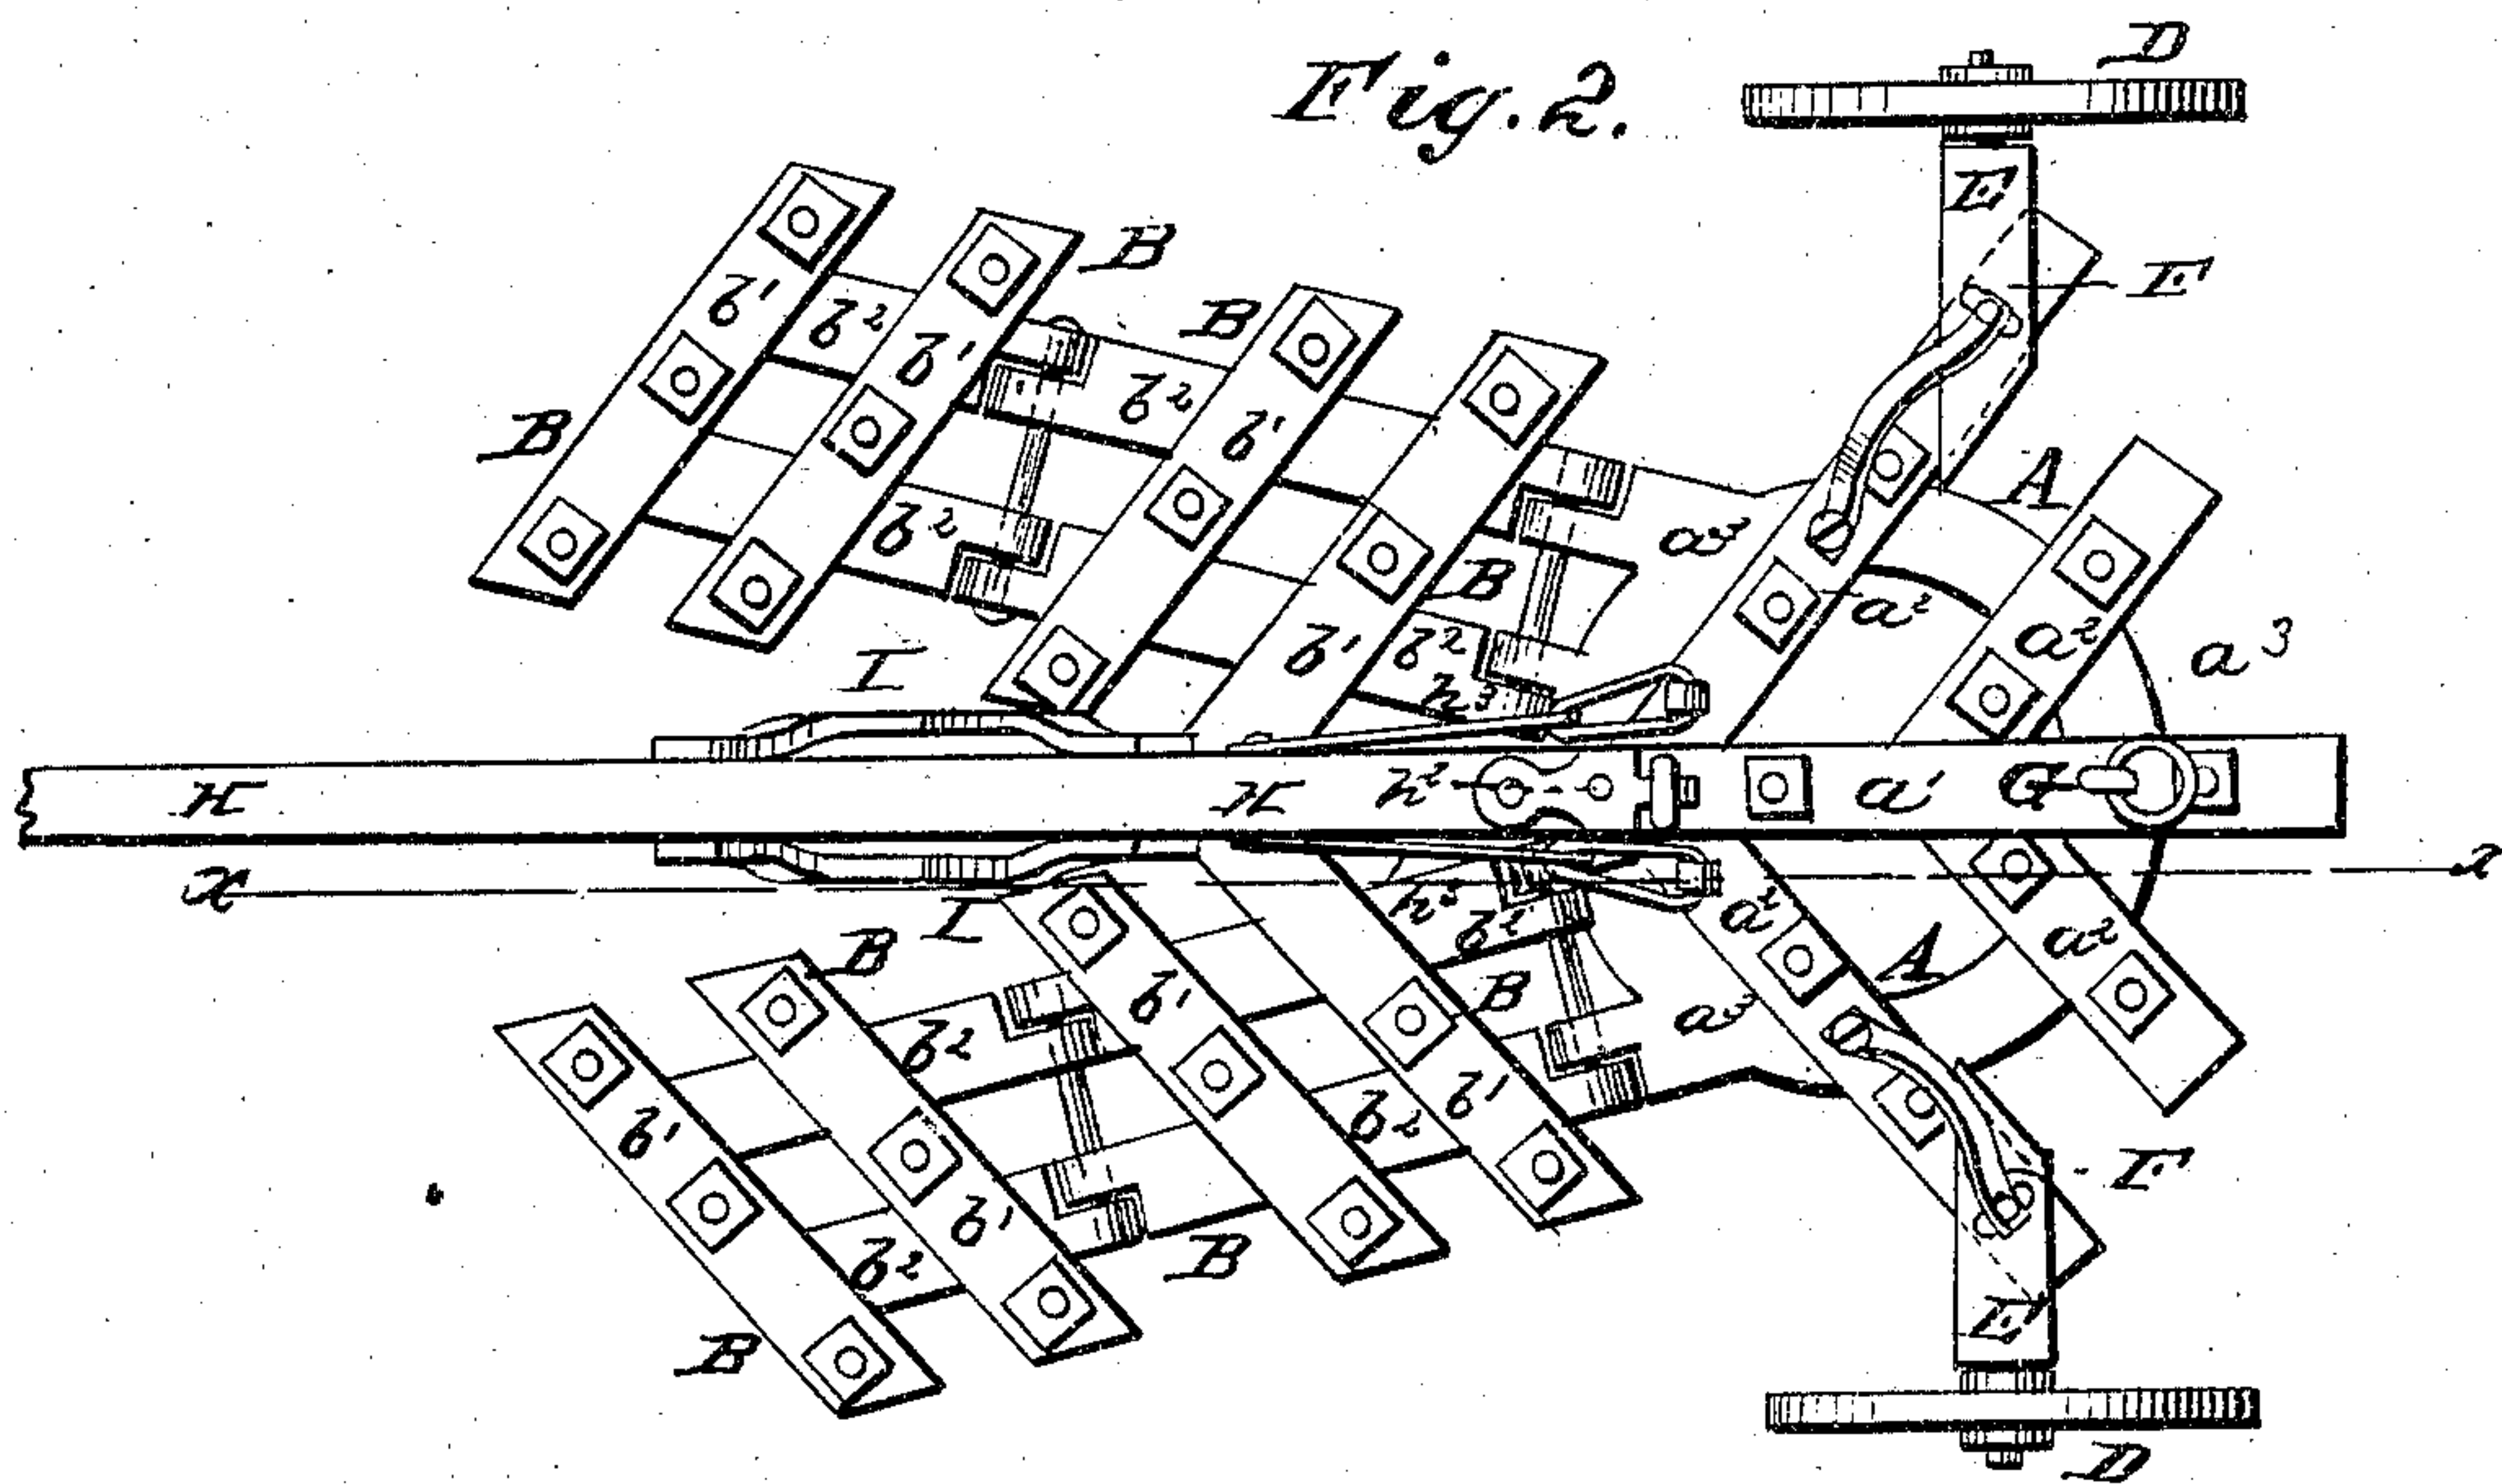 D
Fig. 2.
E
B
F
b'
b²
B
b'
b²
B
b'
A
b²
a³
B
a²
a²
a³
I
b'
b²
h³
H
H
h²
a'
G
x
x
I
B
b'
h³
b²
a²
A
a²
B
a³
b²
b'
b²
b'
F
b'
b²
B
E
B
D